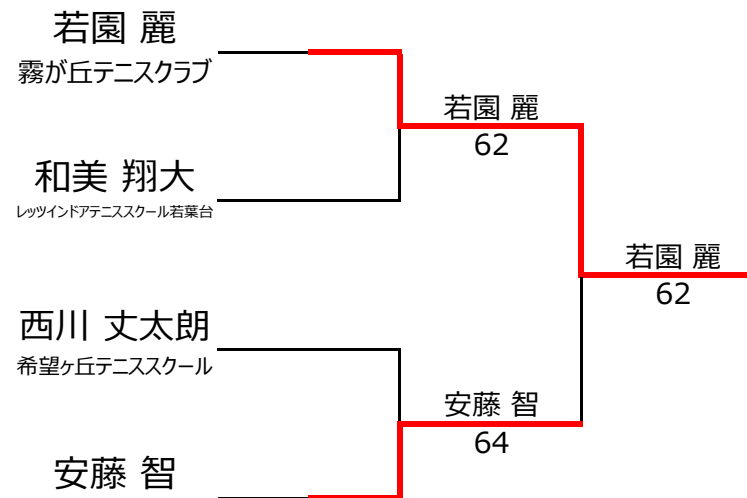 若園 麗
霧が丘テニスクラブ
若園 麗
62
和美 翔大
レッツインドアテニススクール若葉台
若園 麗
62
西川 丈太朗
希望ヶ丘テニススクール
安藤 智
64
安藤 智